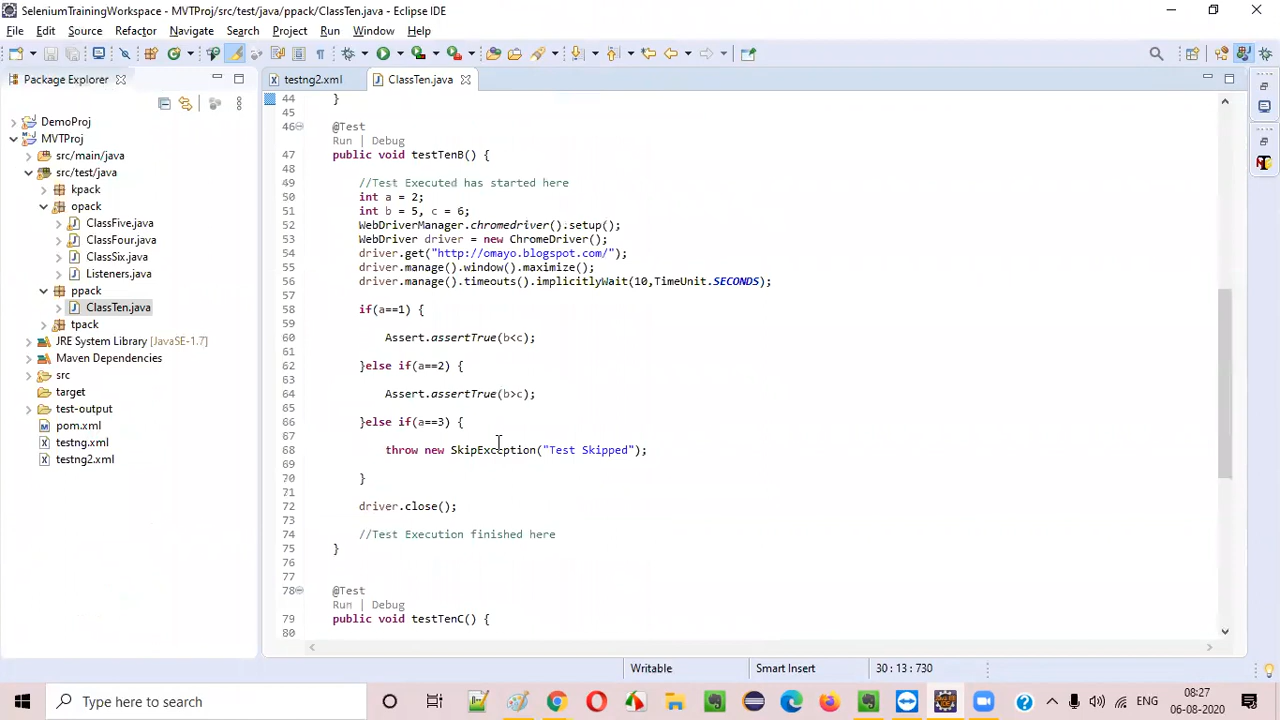 SeleniumTrainingWorkspace - MVTProj/src/test/java/ppack/ClassTen.java - Eclipse IDE
File Edit Source Refactor Navigate Search Project Run Window Help
Package Explorer
testng2.xml
ClassTen.java
DemoProj
MVTProj
src/main/java
src/test/java
kpack
opack
ClassFive.java
ClassFour.java
ClassSix.java
Listeners.java
ppack
ClassTen.java
tpack
JRE System Library [JavaSE-1.7]
Maven Dependencies
src
target
test-output
pom.xml
testng.xml
testng2.xml
44 }
45
46 @Test
Run | Debug
47 public void testTenB() {
48
49 //Test Executed has started here
50 int a = 2;
51 int b = 5, c = 6;
52 WebDriverManager.chromedriver().setup();
53 WebDriver driver = new ChromeDriver();
54 driver.get("http://omayo.blogspot.com/");
55 driver.manage().window().maximize();
56 driver.manage().timeouts().implicitlyWait(10,TimeUnit.SECONDS);
57
58 if(a==1) {
59
60 Assert.assertTrue(b<c);
61
62 }else if(a==2) {
63
64 Assert.assertTrue(b>c);
65
66 }else if(a==3) {
67
68 throw new SkipException("Test Skipped");
69
70 }
71
72 driver.close();
73
74 //Test Execution finished here
75 }
76
77
78 @Test
Run | Debug
79 public void testTenC() {
80
Writable Smart Insert 30 : 13 : 730
Type here to search
ENG
08:27
06-08-2020